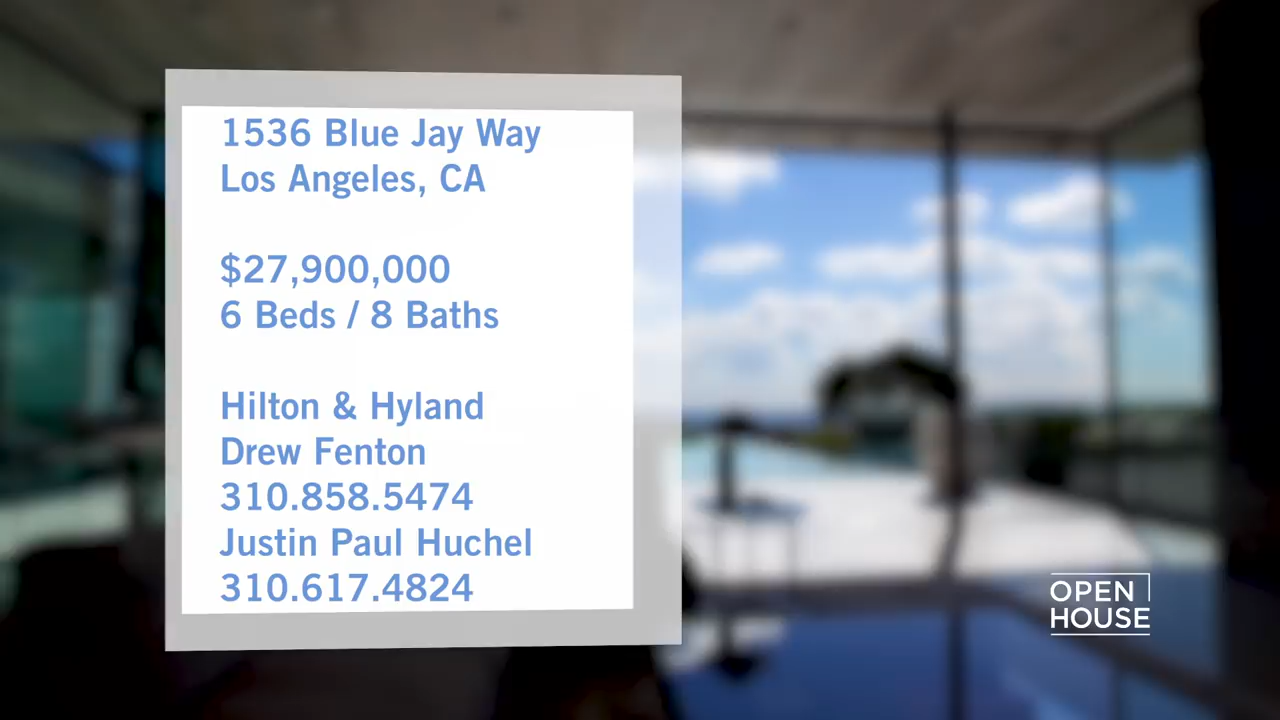 1536 Blue Jay Way
Los Angeles, CA
$27,900,000
6 Beds / 8 Baths
Hilton & Hyland
Drew Fenton
310.858.5474
Justin Paul Huchel
310.617.4824
OPEN
HOUSE